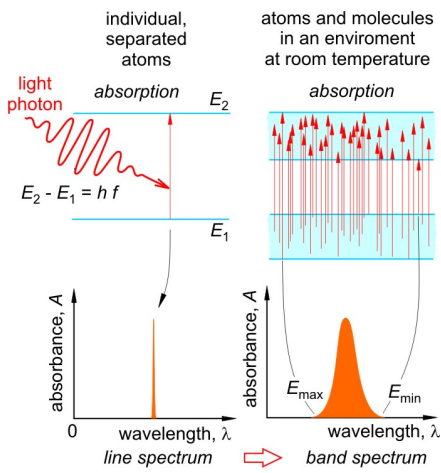 individual,
separated
atoms
atoms and molecules
in an enviroment
at room temperature
light
photon
absorption
absorption
E2
E2 - E1 = h f
E1
absorbance, A
0
wavelength, λ
line spectrum
absorbance, A
Emax
Emin
wavelength, λ
band spectrum